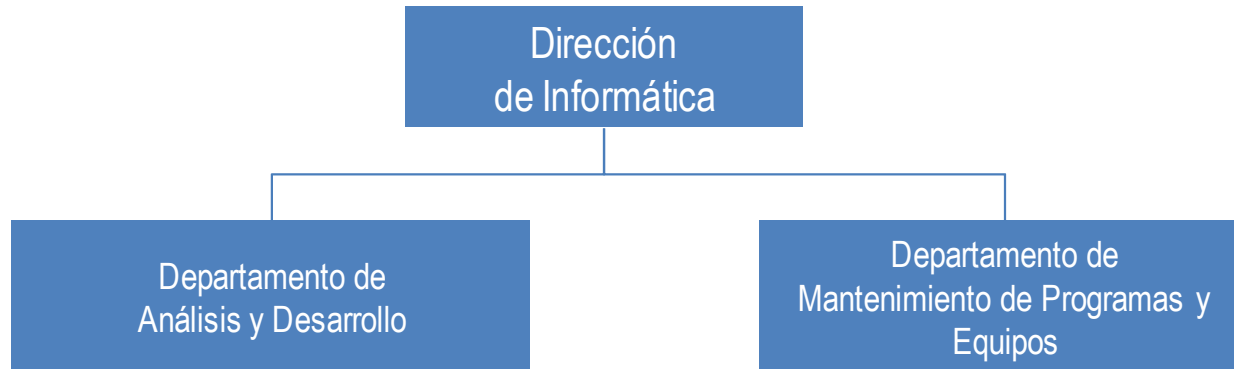 Dirección
de Informática
Departamento de
Análisis y Desarrollo
Departamento de
Mantenimiento de Programas y
Equipos